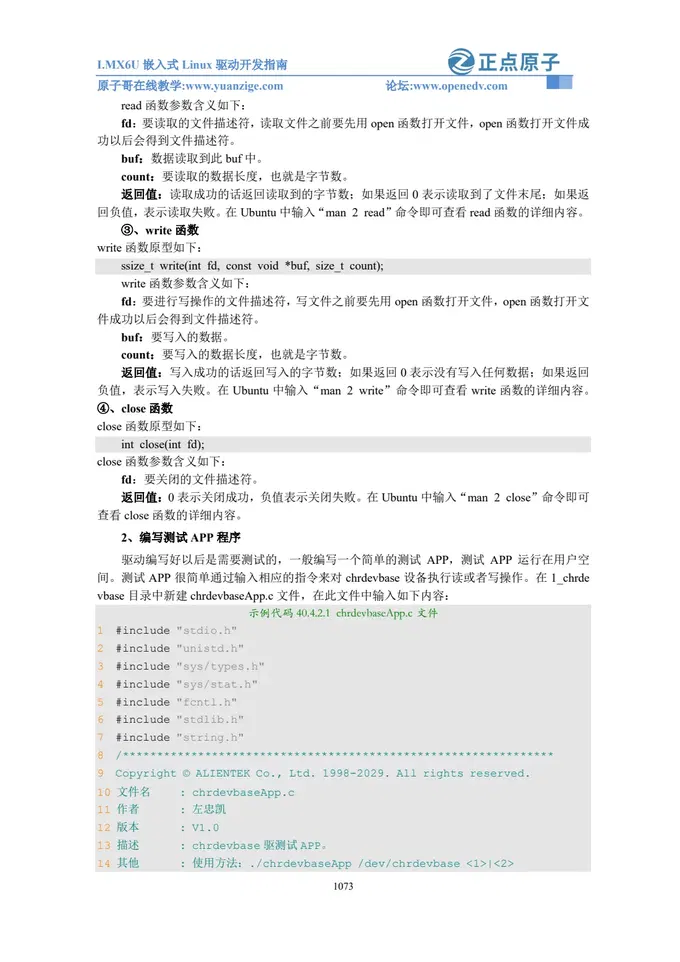 I.MX6U 嵌入式 Linux 驱动开发指南
正点原子
原子哥在线教学:www.yuanzige.com 论坛:www.openedv.com
read 函数参数含义如下：
fd：要读取的文件描述符，读取文件之前要先用 open 函数打开文件，open 函数打开文件成
功以后会得到文件描述符。
buf：数据读取到此 buf 中。
count：要读取的数据长度，也就是字节数。
返回值：读取成功的话返回读取到的字节数；如果返回 0 表示读取到了文件末尾；如果返
回负值，表示读取失败。在 Ubuntu 中输入“man 2 read”命令即可查看 read 函数的详细内容。
③、write 函数
write 函数原型如下：
ssize_t write(int fd, const void *buf, size_t count);
write 函数参数含义如下：
fd：要进行写操作的文件描述符，写文件之前要先用 open 函数打开文件，open 函数打开文
件成功以后会得到文件描述符。
buf：要写入的数据。
count：要写入的数据长度，也就是字节数。
返回值：写入成功的话返回写入的字节数；如果返回 0 表示没有写入任何数据；如果返回
负值，表示写入失败。在 Ubuntu 中输入“man 2 write”命令即可查看 write 函数的详细内容。
④、close 函数
close 函数原型如下：
int close(int fd);
close 函数参数含义如下：
fd：要关闭的文件描述符。
返回值：0 表示关闭成功，负值表示关闭失败。在 Ubuntu 中输入“man 2 close”命令即可
查看 close 函数的详细内容。
2、编写测试 APP 程序
驱动编写好以后是需要测试的，一般编写一个简单的测试 APP，测试 APP 运行在用户空
间。测试 APP 很简单通过输入相应的指令来对 chrdevbase 设备执行读或者写操作。在 1_chrde
vbase 目录中新建 chrdevbaseApp.c 文件，在此文件中输入如下内容：
示例代码 40.4.2.1 chrdevbaseApp.c 文件
1 #include "stdio.h"
2 #include "unistd.h"
3 #include "sys/types.h"
4 #include "sys/stat.h"
5 #include "fcntl.h"
6 #include "stdlib.h"
7 #include "string.h"
8 /***************************************************************
9 Copyright © ALIENTEK Co., Ltd. 1998-2029. All rights reserved.
10 文件名 : chrdevbaseApp.c
11 作者 : 左忠凯
12 版本 : V1.0
13 描述 : chrdevbase 驱测试 APP。
14 其他 : 使用方法：./chrdevbaseApp /dev/chrdevbase <1>|<2>
1073